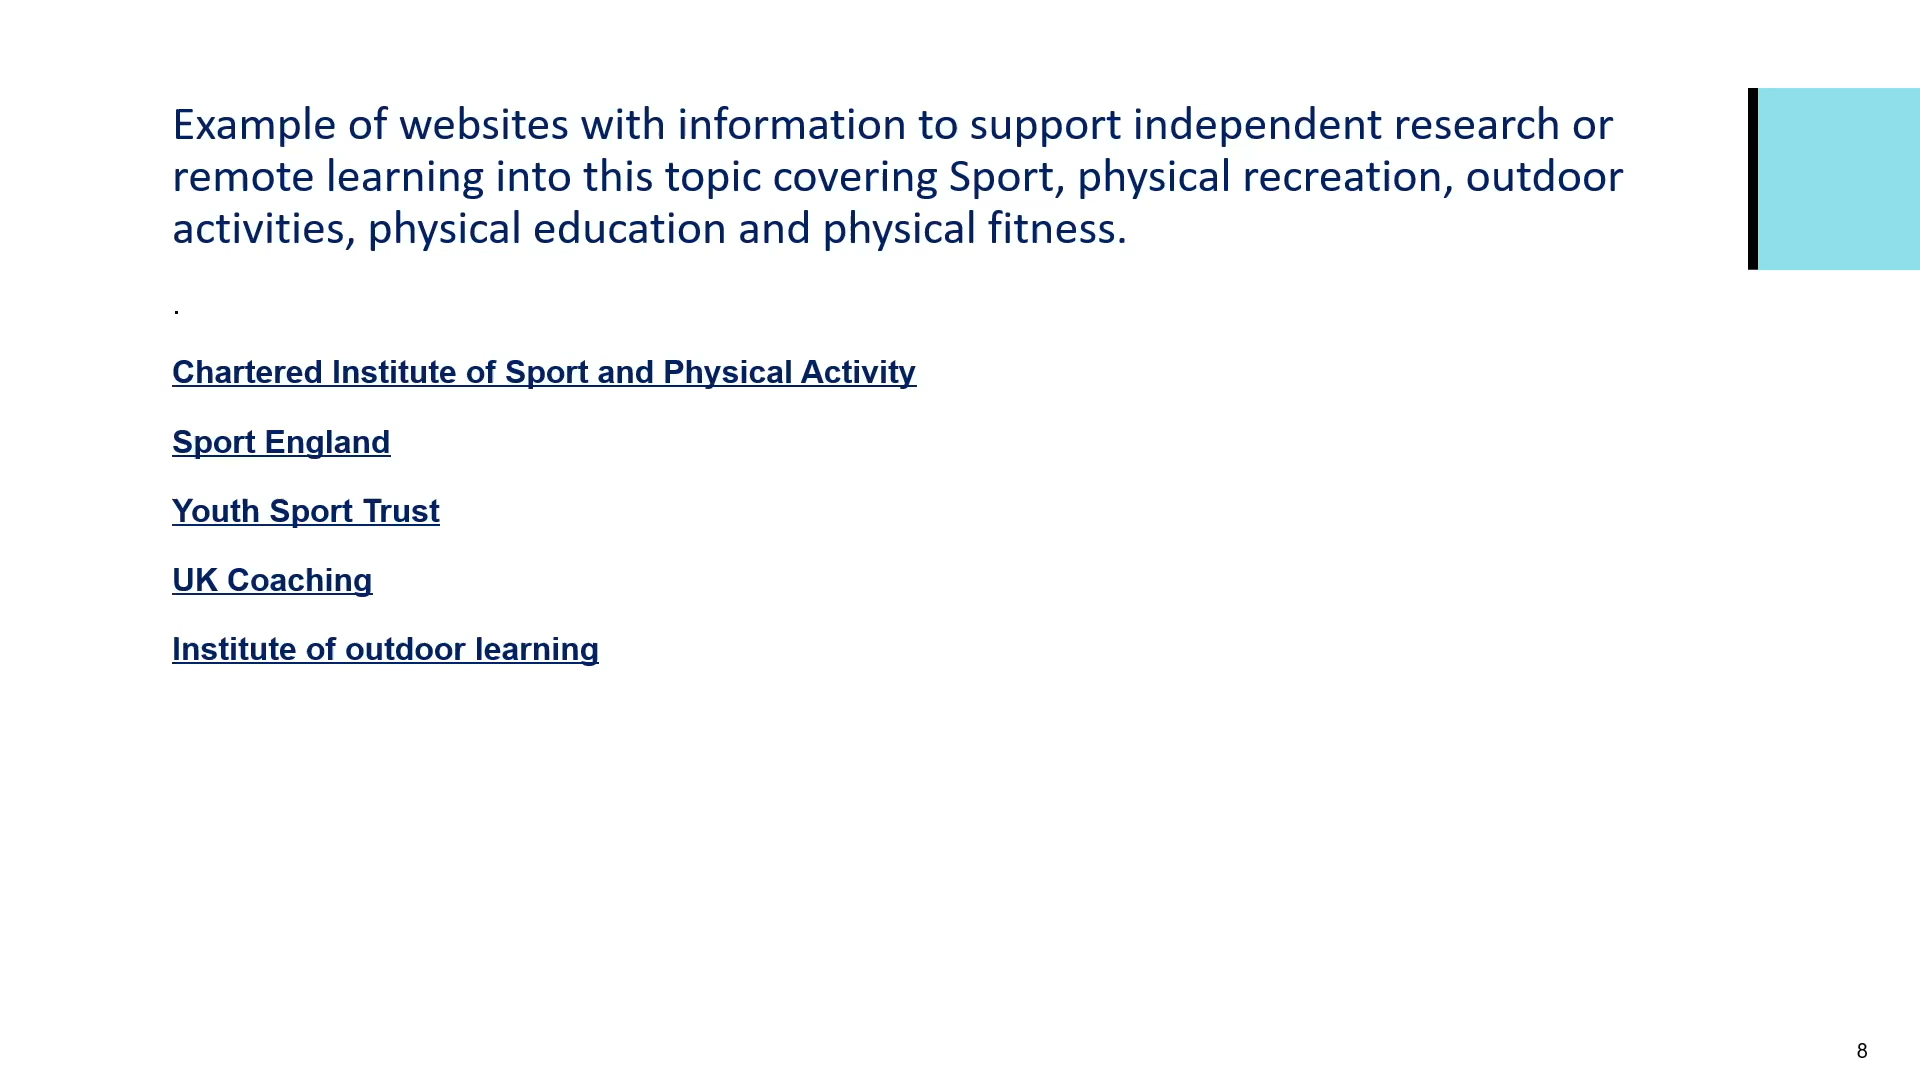 Example of websites with information to support independent research or
remote learning into this topic covering Sport, physical recreation, outdoor
activities, physical education and physical fitness.
.
Chartered Institute of Sport and Physical Activity
Sport England
Youth Sport Trust
UK Coaching
Institute of outdoor learning
8